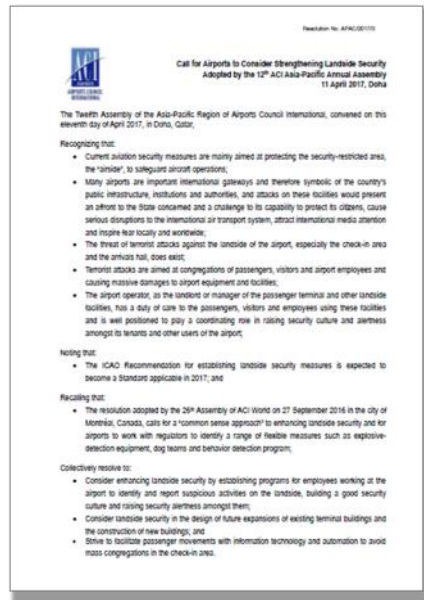 Resolution No. APAC/2017/3
ACI
AIRPORTS COUNCIL
INTERNATIONAL
Call for Airports to Consider Strengthening Landside Security
Adopted by the 12th ACI Asia-Pacific Annual Assembly
11 April 2017, Doha
The Twelfth Assembly of the Asia-Pacific Region of Airports Council International, convened on this
eleventh day of April 2017, in Doha, Qatar,
Recognizing that:
• Current aviation security measures are mainly aimed at protecting the security-restricted area,
the "airside", to safeguard aircraft operations;
• Many airports are important international gateways and therefore symbolic of the country's
public infrastructure, institutions and authorities, and attacks on these facilities would present
an affront to the State concerned and a challenge to its capability to protect its citizens, cause
serious disruptions to the international air transport system, attract international media attention
and inspire fear locally and worldwide;
• The threat of terrorist attacks against the landside of the airport, especially the check-in area
and the arrivals hall, does exist;
• Terrorist attacks are aimed at congregations of passengers, visitors and airport employees and
causing massive damages to airport equipment and facilities;
• The airport operator, as the landlord or manager of the passenger terminal and other landside
facilities, has a duty of care to the passengers, visitors and employees using these facilities
and is well positioned to play a coordinating role in raising security culture and alertness
amongst its tenants and other users of the airport;
Noting that:
• The ICAO Recommendation for establishing landside security measures is expected to
become a Standard applicable in 2017; and
Recalling that:
• The resolution adopted by the 26th Assembly of ACI World on 27 September 2016 in the city of
Montréal, Canada, calls for a "common sense approach" to enhancing landside security and for
airports to work with regulators to identify a range of flexible measures such as explosive-
detection equipment, dog teams and behavior detection program;
Collectively resolve to:
• Consider enhancing landside security by establishing programs for employees working at the
airport to identify and report suspicious activities on the landside, building a good security
culture and raising security alertness amongst them;
• Consider landside security in the design of future expansions of existing terminal buildings and
the construction of new buildings; and
• Strive to facilitate passenger movements with information technology and automation to avoid
mass congregations in the check-in area.